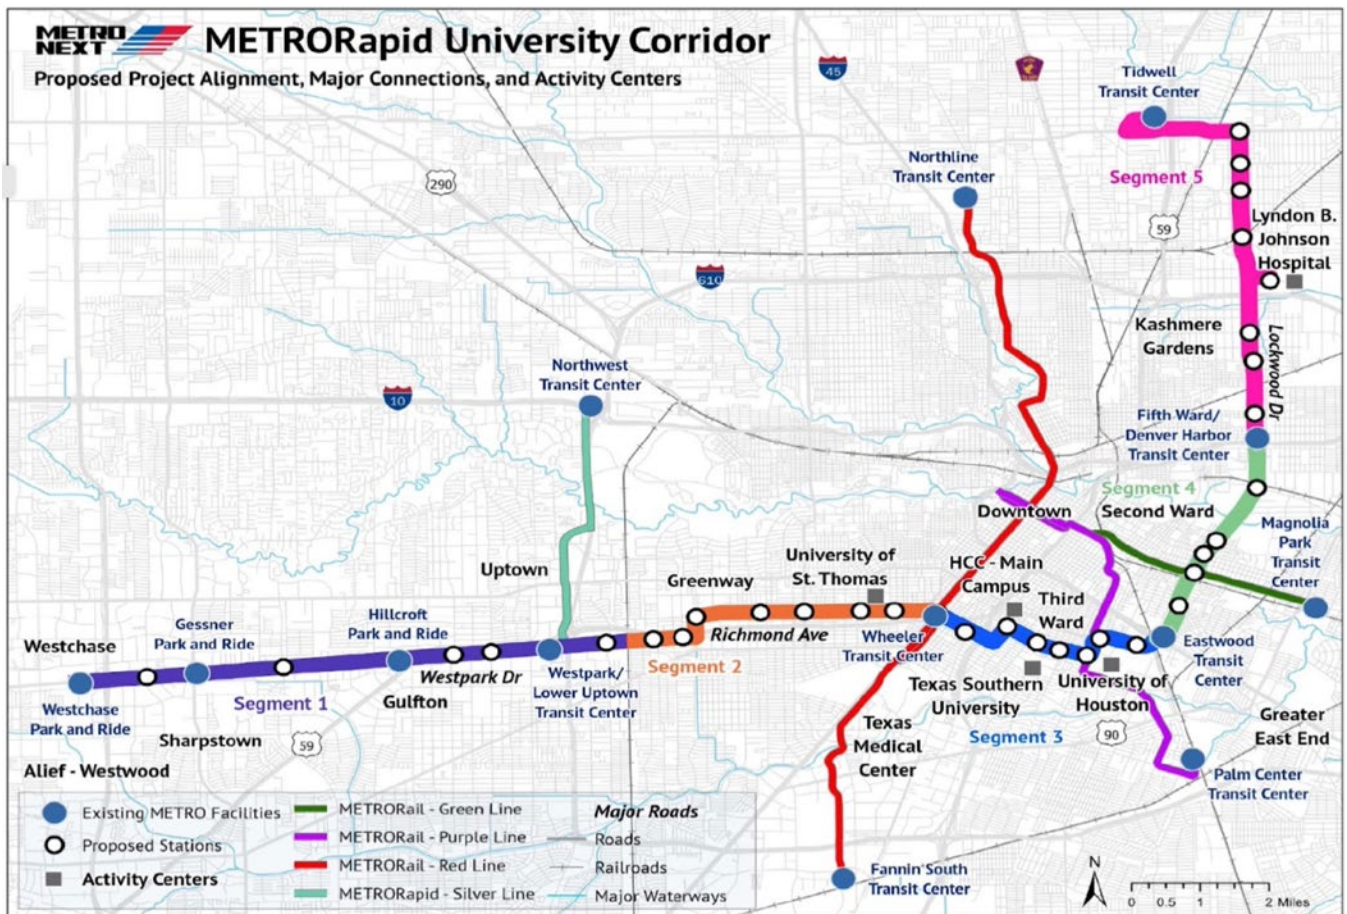 METRO
NEXT
METRORapid University Corridor
Proposed Project Alignment, Major Connections, and Activity Centers
45
Tidwell
Transit Center
Northline
Transit Center
290
Segment 5
59
Lyndon B.
Johnson
Hospital
610
Kashmere
Gardens
Lockwood Dr
Northwest
Transit Center
10
Fifth Ward/
Denver Harbor
Transit Center
Segment 4
Second Ward
Downtown
Magnolia
Park
Transit
Center
Uptown
Greenway
University of
St. Thomas
HCC - Main
Campus
Third
Ward
Richmond Ave
Wheeler
Transit Center
Westchase
Gessner
Park and Ride
Hillcroft
Park and Ride
Westpark Dr
Segment 2
Westpark/
Lower Uptown
Transit Center
Eastwood
Transit
Center
Westchase
Park and Ride
Segment 1
Gulfton
Texas Southern
University
University of
Houston
Segment 3
90
Greater
East End
Sharpstown
59
Texas
Medical
Center
Alief - Westwood
Palm Center
Transit Center
Existing METRO Facilities
Proposed Stations
Activity Centers
METRORail - Green Line
METRORail - Purple Line
METRORail - Red Line
METRORapid - Silver Line
Major Roads
Roads
Railroads
Major Waterways
Fannin South
Transit Center
N
0 0.5 1 2 Miles